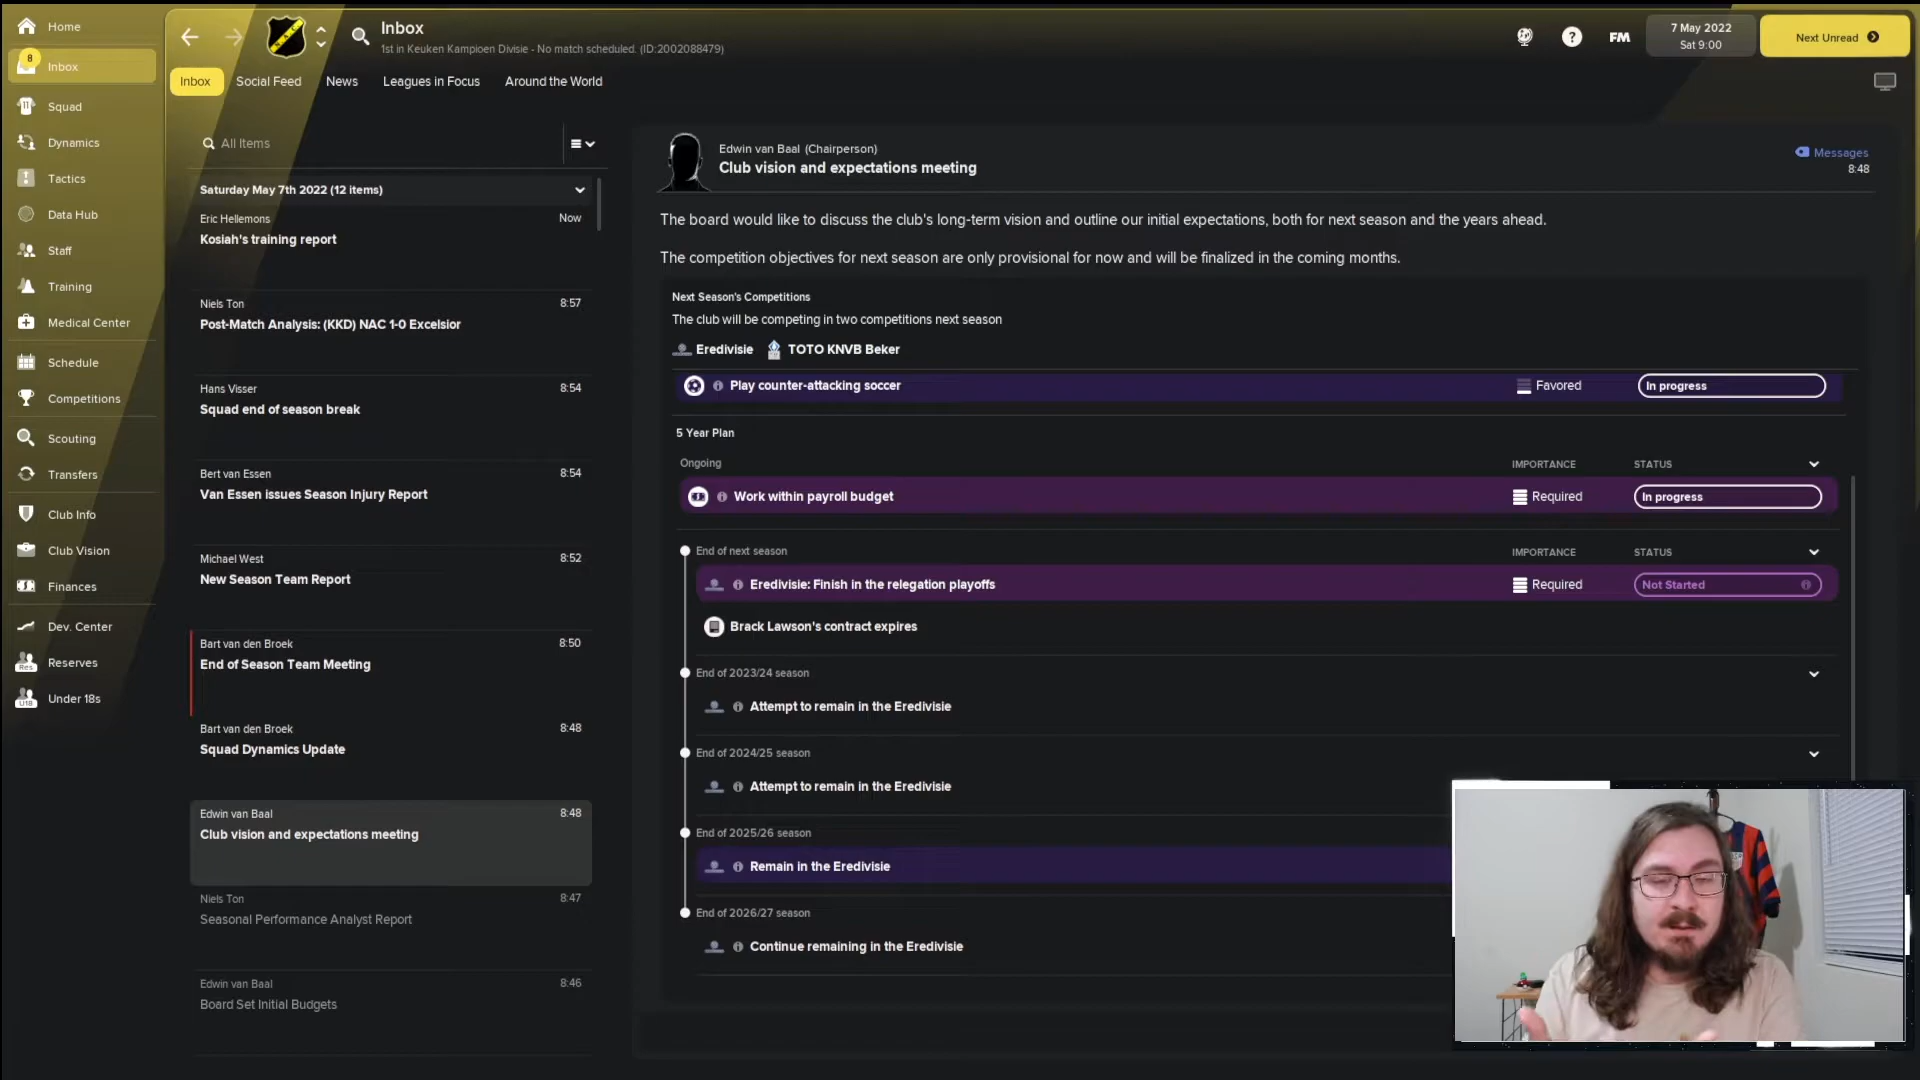 Home
8
Inbox
Squad
Dynamics
Tactics
Data Hub
Staff
Training
Medical Center
Schedule
Competitions
Scouting
Transfers
Club Info
Club Vision
Finances
Dev. Center
Reserves
Under 18s
Inbox
1st in Keuken Kampioen Divisie - No match scheduled. (ID:2002088479)
FM
7 May 2022
Sat 9:00
Next Unread
Inbox
Social Feed
News
Leagues in Focus
Around the World
All Items
Saturday May 7th 2022 (12 items)
Eric Hellemons
Now
Kosiah's training report
Niels Ton
8:57
Post-Match Analysis: (KKD) NAC 1-0 Excelsior
Hans Visser
8:54
Squad end of season break
Bert van Essen
8:54
Van Essen issues Season Injury Report
Michael West
8:52
New Season Team Report
Bart van den Broek
8:50
End of Season Team Meeting
Bart van den Broek
8:48
Squad Dynamics Update
Edwin van Baal
8:48
Club vision and expectations meeting
Niels Ton
8:47
Seasonal Performance Analyst Report
Edwin van Baal
8:46
Board Set Initial Budgets
Edwin van Baal (Chairperson)
Club vision and expectations meeting
Messages
8:48
The board would like to discuss the club's long-term vision and outline our initial expectations, both for next season and the years ahead.
The competition objectives for next season are only provisional for now and will be finalized in the coming months.
Next Season's Competitions
The club will be competing in two competitions next season
Eredivisie
TOTO KNVB Beker
Play counter-attacking soccer
Favored
In progress
5 Year Plan
Ongoing
IMPORTANCE
STATUS
Work within payroll budget
Required
In progress
End of next season
IMPORTANCE
STATUS
Eredivisie: Finish in the relegation playoffs
Required
Not Started
Brack Lawson's contract expires
End of 2023/24 season
Attempt to remain in the Eredivisie
End of 2024/25 season
Attempt to remain in the Eredivisie
End of 2025/26 season
Remain in the Eredivisie
End of 2026/27 season
Continue remaining in the Eredivisie